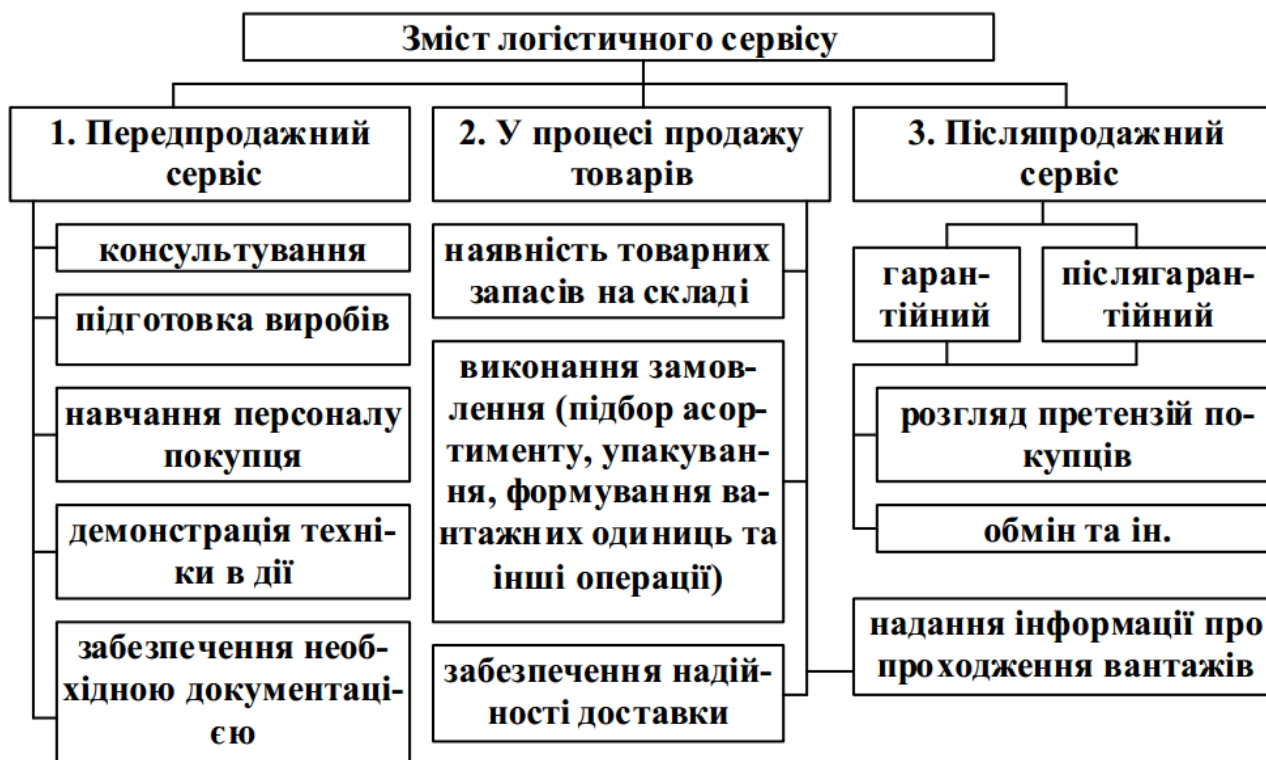 Зміст логістичного сервісу
1. Передпродажний
сервіс
консультування
підготовка виробів
навчання персоналу
покупця
демонстрація техні-
ки в дії
забезпечення необ-
хідною документаці-
єю
2. У процесі продажу
товарів
наявність товарних
запасів на складі
виконання замов-
лення (підбор асор-
тименту, упакуван-
ня, формування ва-
нтажних одиниць та
інші операції)
забезпечення надій-
ності доставки
3. Післяпродажний
сервіс
гаран-
тійний
післягаран-
тійний
розгляд претензій по-
купців
обмін та ін.
надання інформації про
проходження вантажів